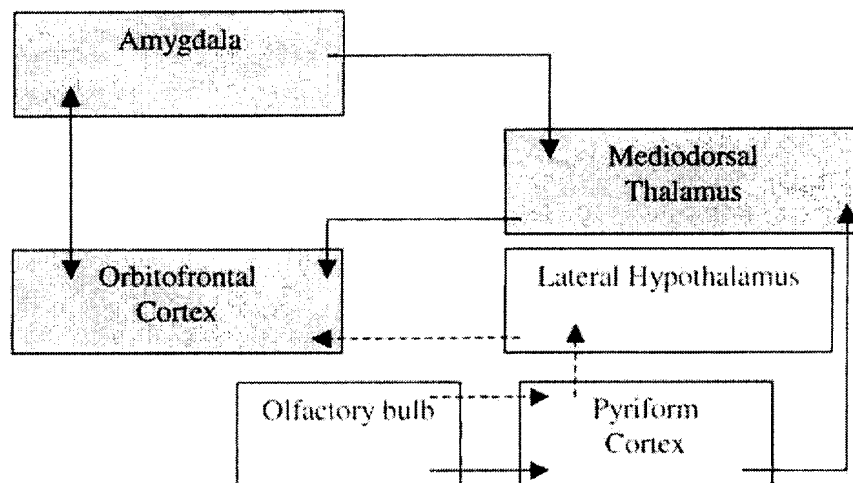 Amygdala
Mediodorsal
Thalamus
Orbitofrontal
Cortex
Lateral Hypothalamus
Olfactory bulb
Pyriform
Cortex